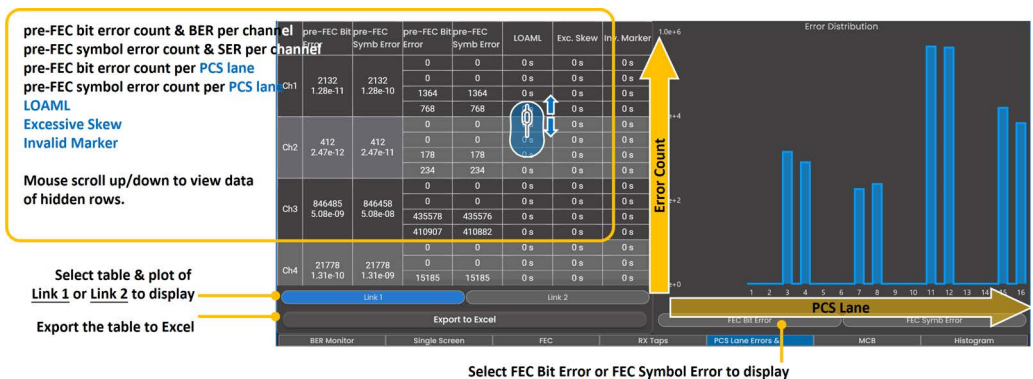 pre-FEC bit error count & BER per channel
pre-FEC symbol error count & SER per channel
pre-FEC bit error count per PCS lane
pre-FEC symbol error count per PCS lane
LOAML
Excessive Skew
Invalid Marker
Mouse scroll up/down to view data
of hidden rows.
Select table & plot of
Link 1 or Link 2 to display
Export the table to Excel
pre-FEC Bit pre-FEC pre-FEC Bit pre-FEC LOAML Exc. Skew Inv. Marker
Error Symb Error Error Symb Error
0 0 0 s 0 s 0 s
Ch1 2132 2132 0 0 0 s 0 s 0 s
1.28e-11 1.28e-10 1364 1364 0 s 0 s 0 s
768 768 0 s 0 s 0 s
0 0 0 s 0 s 0 s
Ch2 412 412 0 0 0 s 0 s 0 s
2.47e-12 2.47e-11 178 178 0 s 0 s 0 s
234 234 0 s 0 s 0 s
0 0 0 s 0 s 0 s
Ch3 846485 846458 0 0 0 s 0 s 0 s
5.08e-09 5.08e-08 435578 435576 0 s 0 s 0 s
410907 410882 0 s 0 s 0 s
0 0 0 s 0 s 0 s
Ch4 21778 21778 0 0 0 s 0 s 0 s
1.31e-10 1.31e-09 15185 15185 0 s 0 s 0 s
Link 1 Link 2
Export to Excel
Error Distribution
1.0e+6
e+4
e+2
e+0
Error Count
1 2 3 4 5 6 7 8 9 10 11 12 13 14 15 16
PCS Lane
FEC Bit Error FEC Symb Error
BER Monitor Single Screen FEC RX Taps PCS Lane Errors & MCB Histogram
Select FEC Bit Error or FEC Symbol Error to display